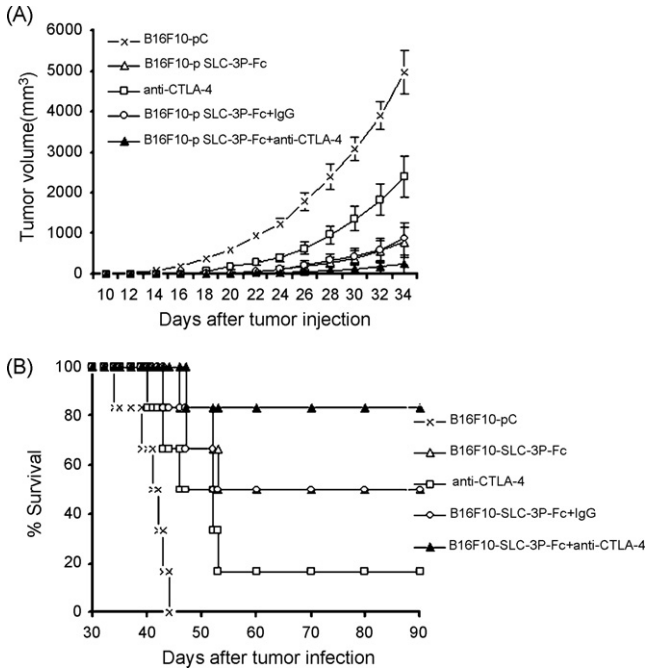 (A)
6000
5000
4000
3000
2000
1000
0
Tumor volume(mm³)
B16F10-pC
B16F10-p SLC-3P-Fc
anti-CTLA-4
B16F10-p SLC-3P-Fc+IgG
B16F10-p SLC-3P-Fc+anti-CTLA-4
10 12 14 16 18 20 22 24 26 28 30 32 34
Days after tumor injection
(B)
100
80
60
40
20
0
% Survival
B16F10-pC
B16F10-SLC-3P-Fc
anti-CTLA-4
B16F10-SLC-3P-Fc+IgG
B16F10-SLC-3P-Fc+anti-CTLA-4
30 40 50 60 70 80 90
Days after tumor infection